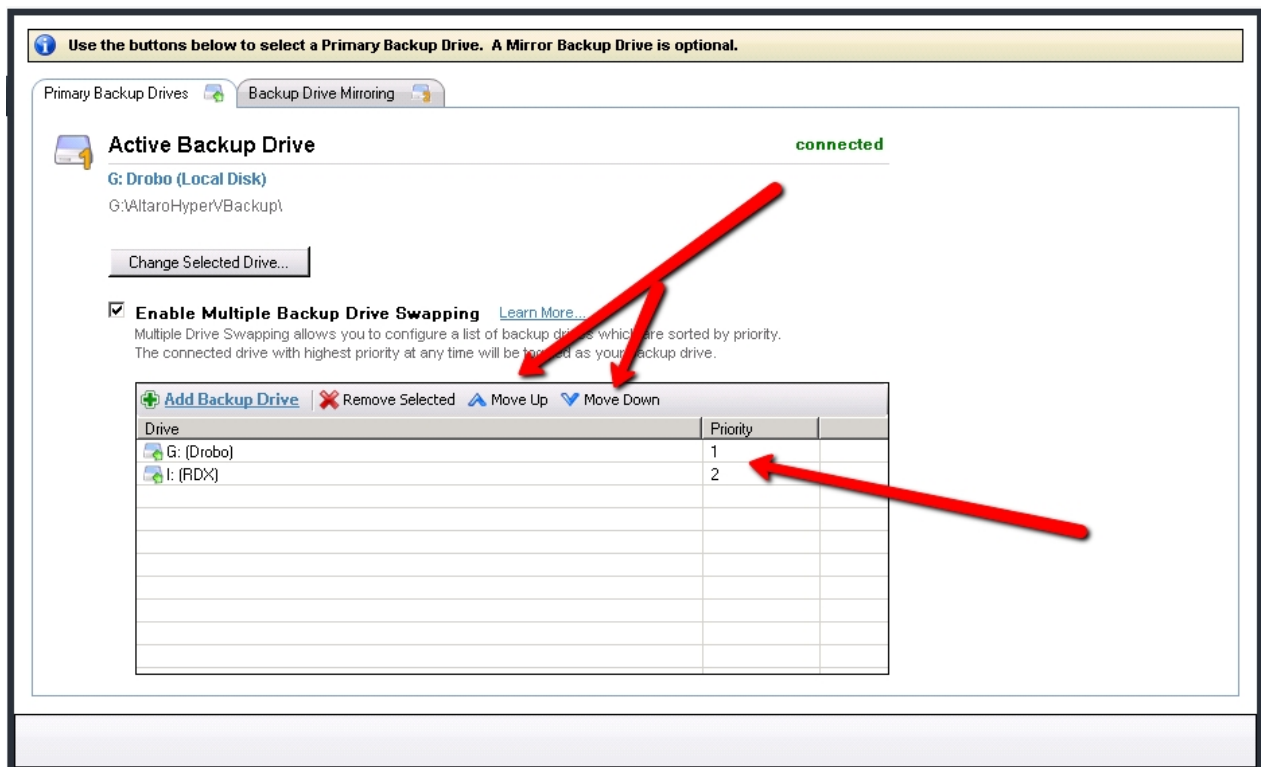 Use the buttons below to select a Primary Backup Drive. A Mirror Backup Drive is optional.
Primary Backup Drives Backup Drive Mirroring
Active Backup Drive connected
G: Drobo (Local Disk)
G:\AltaroHyperVBackup\
Change Selected Drive...
Enable Multiple Backup Drive Swapping Learn More...
Multiple Drive Swapping allows you to configure a list of backup which are sorted by priority.
The connected drive with highest priority at any time will be as your backup drive.
Add Backup Drive Remove Selected Move Up Move Down
Drive Priority
G: (Drobo) 1
I: (RDX) 2